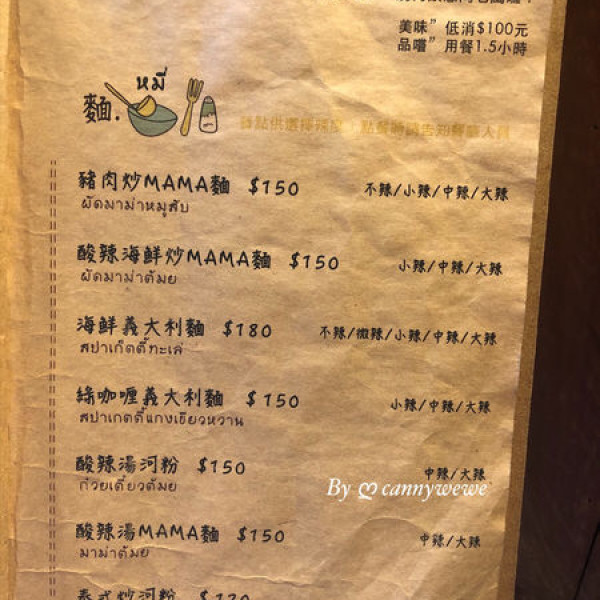 美味” 低消$100元
品嚐” 用餐1.5小時
หมี่
麵.
豬肉炒MAMA麵 $150 不辣/小辣/中辣/大辣
ผัดมาม่าหมูสับ
酸辣海鮮炒MAMA麵 $150 小辣/中辣/大辣
ผัดมาม่าต้มยำ
海鮮義大利麵 $180 不辣/微辣/小辣/中辣/大辣
สปาเก็ตตี้ทะเล
綠咖喱義大利麵 $150 小辣/中辣/大辣
สปาเกตตี้แกงเขียวหวาน
酸辣湯河粉 $150 中辣/大辣
ก๋วยเตี๋ยวต้มยำ
By ღ cannywewe
酸辣湯MAMA麵 $150 中辣/大辣
มาม่าต้มยำ
泰式炒河粉